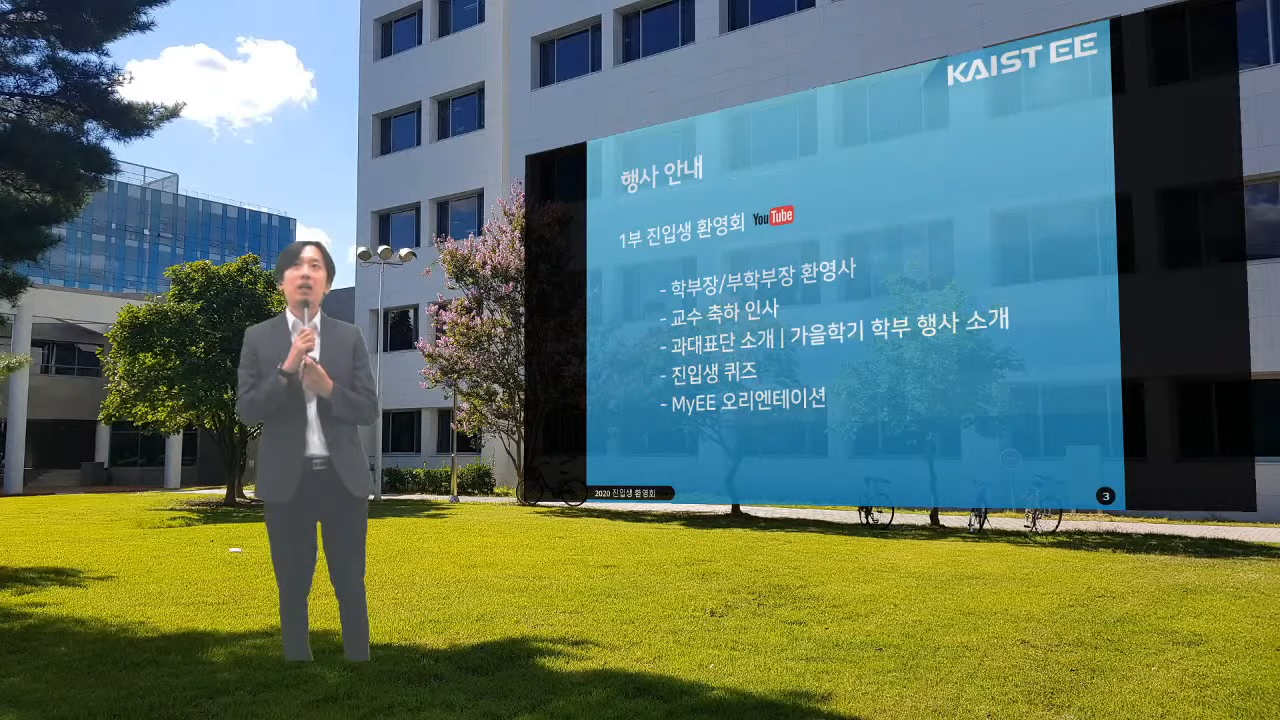 KAIST EE
행사 안내
1부 진입생 환영회 YouTube
- 학부장/부학부장 환영사
- 교수 축하 인사
- 과대표단 소개 | 가을학기 학부 행사 소개
- 진입생 퀴즈
- MyEE 오리엔테이션
2020 진입생 환영회
3